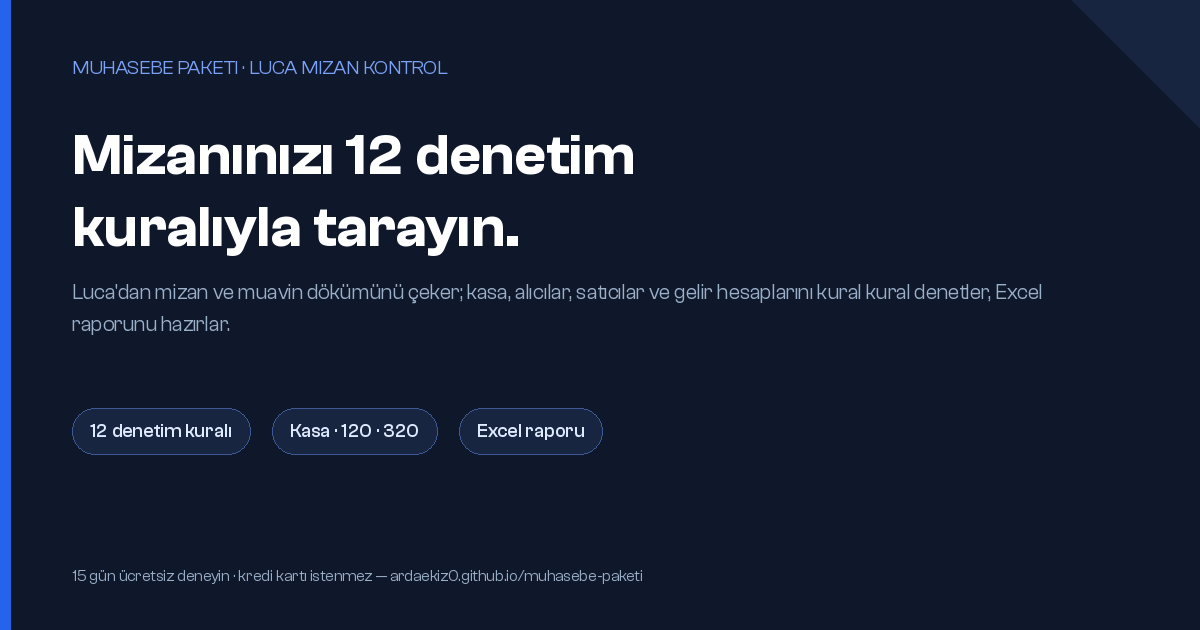 MUHASEBE PAKETİ · LUCA MIZAN KONTROL
Mizanınızı 12 denetim
kuralıyla tarayın.
Luca'dan mizan ve muavin dökümünü çeker; kasa, alıcılar, satıcılar ve gelir hesaplarını kural kural denetler, Excel
raporunu hazırlar.
12 denetim kuralı
Kasa · 120 · 320
Excel raporu
15 gün ücretsiz deneyin · kredi kartı istenmez — ardaekiz0.github.io/muhasebe-paketi